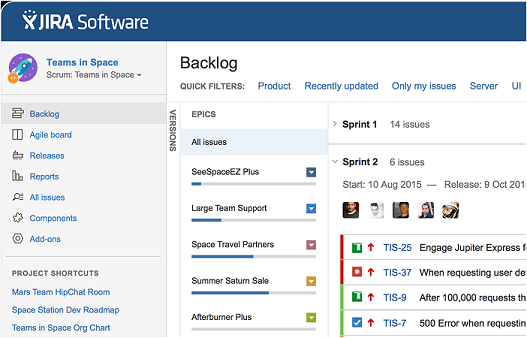 JIRA Software
Teams in Space
Scrum: Teams in Space
Backlog
Agile board
Releases
Reports
All issues
Components
Add-ons
PROJECT SHORTCUTS
Mars Team HipChat Room
Space Station Dev Roadmap
Teams in Space Org Chart
Backlog
QUICK FILTERS: Product Recently updated Only my issues Server UI
VERSIONS
EPICS
All issues
SeeSpaceEZ Plus
Large Team Support
Space Travel Partners
Summer Saturn Sale
Afterburner Plus
Sprint 1 14 issues
Sprint 2 6 issues
Start: 10 Aug 2015 — Release: 9 Oct 201
TIS-25 Engage Jupiter Express f
TIS-37 When requesting user de
TIS-9 After 100,000 requests th
TIS-7 500 Error when requesting